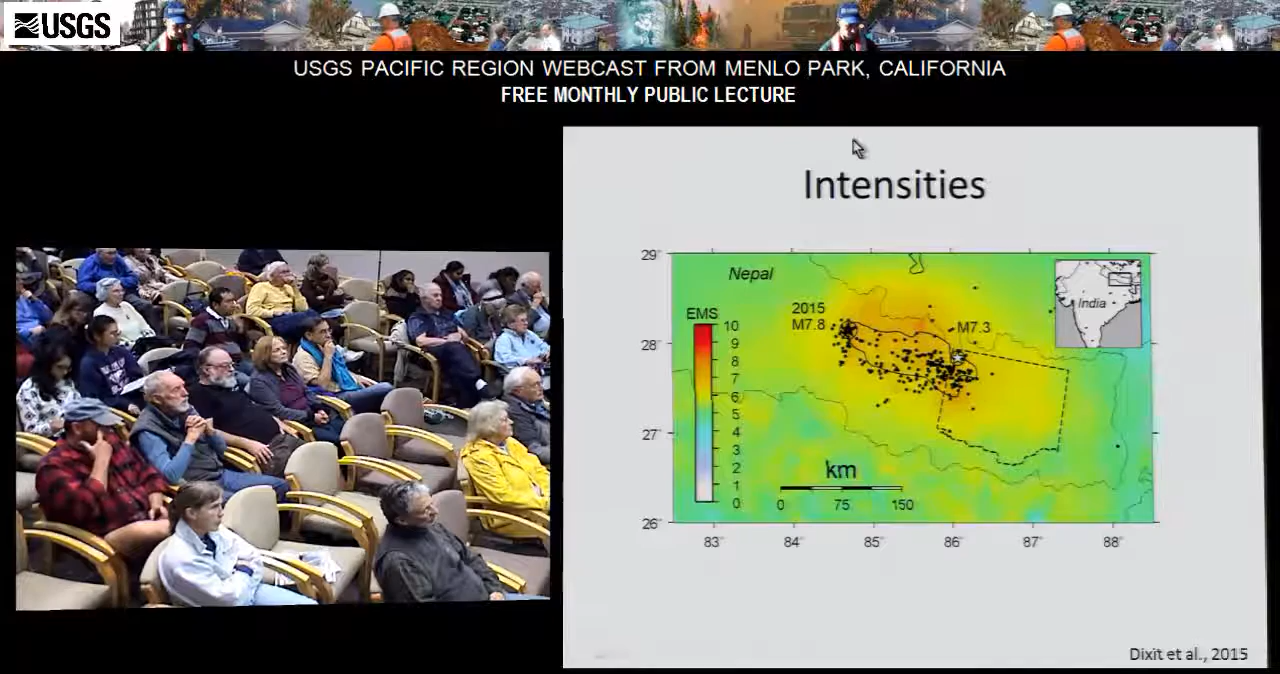 USGS
USGS PACIFIC REGION WEBCAST FROM MENLO PARK, CALIFORNIA
FREE MONTHLY PUBLIC LECTURE
Intensities
29°
28°
27°
26°
Nepal
India
2015
M7.8
M7.3
EMS
10
9
8
7
6
5
4
3
2
1
0
km
0 75 150
83° 84° 85° 86° 87° 88°
Dixit et al., 2015